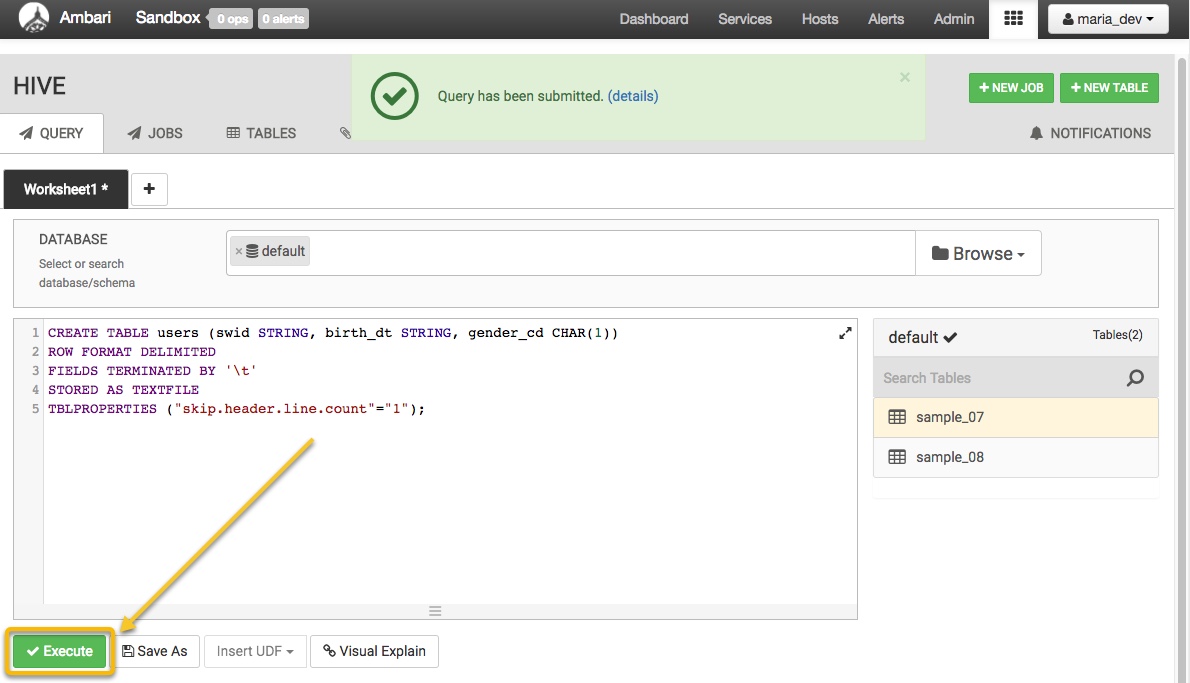 Ambari Sandbox 0 ops 0 alerts Dashboard Services Hosts Alerts Admin maria_dev
HIVE
Query has been submitted. (details)
×
+ NEW JOB + NEW TABLE
QUERY JOBS TABLES NOTIFICATIONS
Worksheet1 * +
DATABASE
Select or search
database/schema
× default
Browse
1 CREATE TABLE users (swid STRING, birth_dt STRING, gender_cd CHAR(1))
2 ROW FORMAT DELIMITED
3 FIELDS TERMINATED BY '\t'
4 STORED AS TEXTFILE
5 TBLPROPERTIES ("skip.header.line.count"="1");
default Tables(2)
Search Tables
sample_07
sample_08
Execute Save As Insert UDF Visual Explain